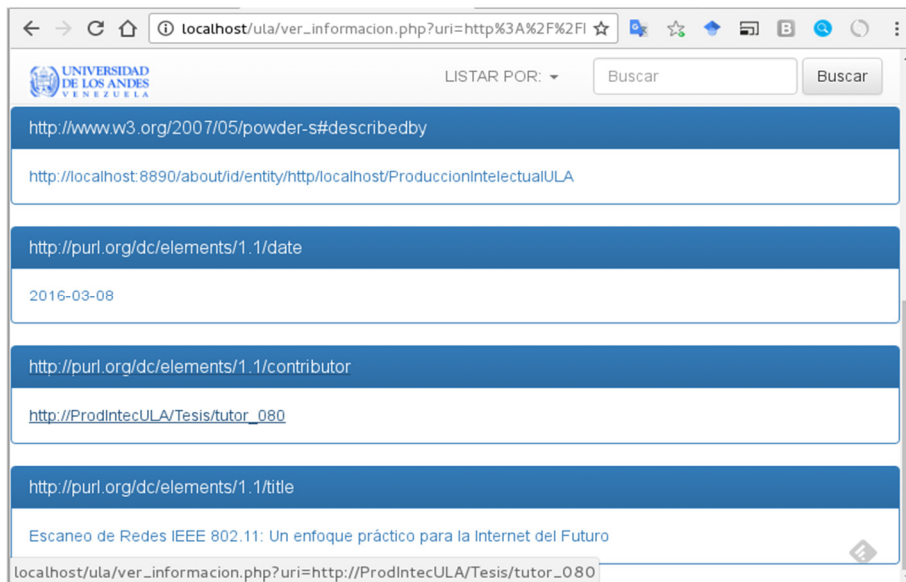 localhost/ula/ver_informacion.php?uri=http%3A%2F%2Fl
UNIVERSIDAD
DE LOS ANDES
VENEZUELA
LISTAR POR:
Buscar
Buscar
http://www.w3.org/2007/05/powder-s#describedby
http://localhost:8890/about/id/entity/http/localhost/ProduccionIntelectualULA
http://purl.org/dc/elements/1.1/date
2016-03-08
http://purl.org/dc/elements/1.1/contributor
http://ProdIntecULA/Tesis/tutor_080
http://purl.org/dc/elements/1.1/title
Escaneo de Redes IEEE 802.11: Un enfoque práctico para la Internet del Futuro
localhost/ula/ver_informacion.php?uri=http://ProdIntecULA/Tesis/tutor_080